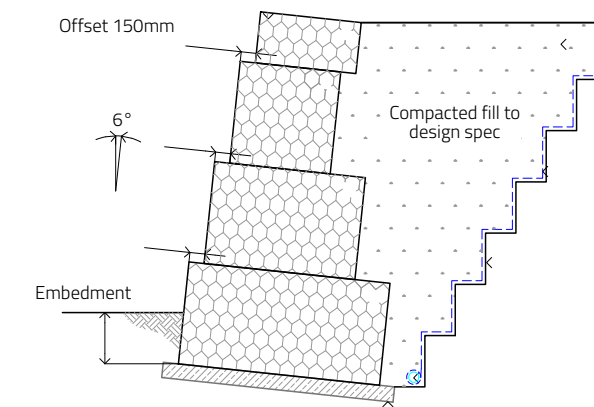 Offset 150mm
6°
Compacted fill to
design spec
Embedment